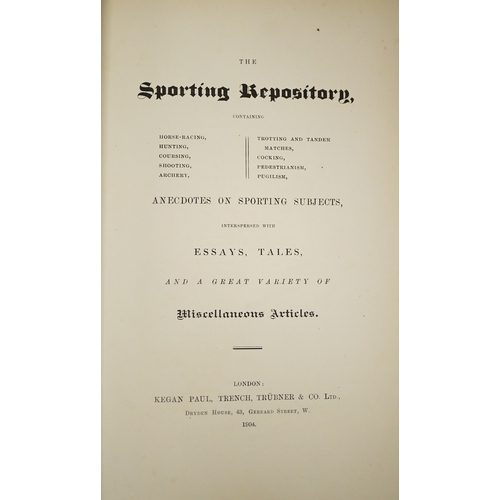 THE
Sporting Repository,
CONTAINING
HORSE-RACING,
HUNTING,
COURSING,
SHOOTING,
ARCHERY,
TROTTING AND TANDEM
MATCHES,
COCKING,
PEDESTRIANISM,
PUGILISM,
ANECDOTES ON SPORTING SUBJECTS,
INTERSPERSED WITH
ESSAYS, TALES,
AND A GREAT VARIETY OF
Miscellaneous Articles.
LONDON:
KEGAN PAUL, TRENCH, TRÜBNER & CO. LTD.,
DRYDEN HOUSE, 43, GERRARD STREET, W.
1904.